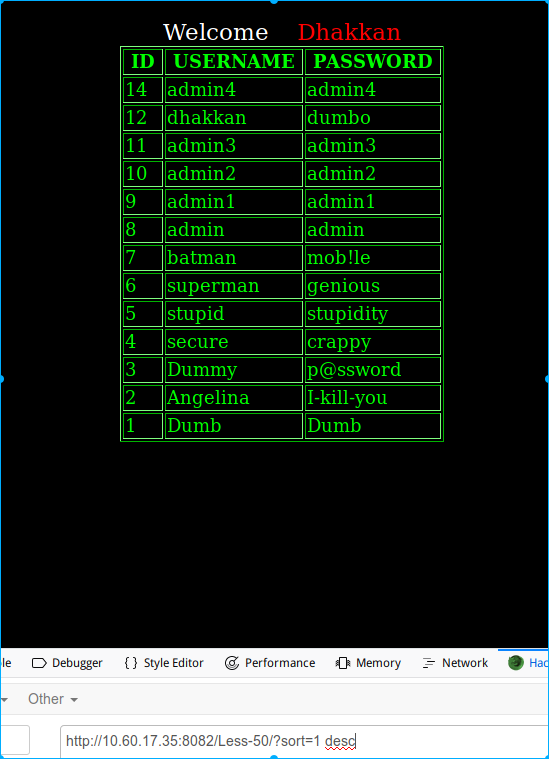 Welcome Dhakkan
ID USERNAME PASSWORD
14 admin4 admin4
12 dhakkan dumbo
11 admin3 admin3
10 admin2 admin2
9 admin1 admin1
8 admin admin
7 batman mob!le
6 superman genious
5 stupid stupidity
4 secure crappy
3 Dummy p@ssword
2 Angelina I-kill-you
1 Dumb Dumb
le Debugger { } Style Editor Performance Memory Network Hac
Other
http://10.60.17.35:8082/Less-50/?sort=1 desc